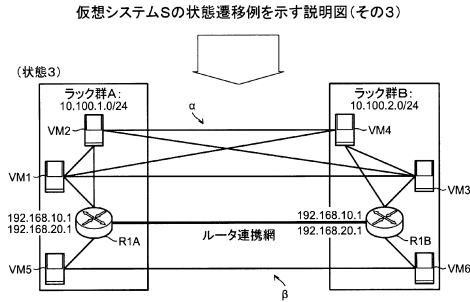 仮想システムSの状態遷移例を示す説明図(その3)
(状態3)
ラック群A:
10.100.1.0/24
ラック群B:
10.100.2.0/24
α
VM2
VM4
VM1
VM3
192.168.10.1
192.168.20.1
192.168.10.1
192.168.20.1
ルータ連携網
R1A
R1B
VM5
VM6
β